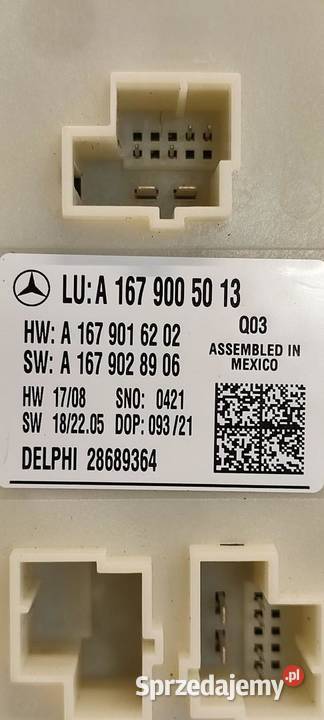 LU: A 167 900 50 13
HW: A 167 901 62 02
SW: A 167 902 89 06
Q03
ASSEMBLED IN
MEXICO
HW 17/08 SNO: 0421
SW 18/22.05 DOP: 093/21
DELPHI 28689364
Sprzedajemy.pl